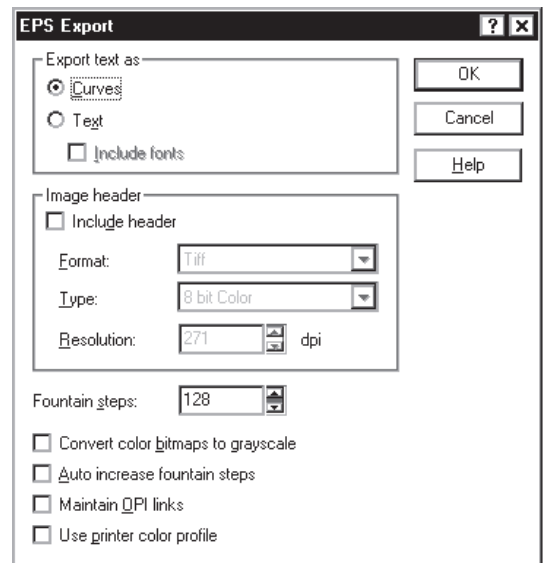 EPS Export
Export text as
Curves
Text
Include fonts
OK
Cancel
Help
Image header
Include header
Format: Tiff
Type: 8 bit Color
Resolution: 271 dpi
Fountain steps: 128
Convert color bitmaps to grayscale
Auto increase fountain steps
Maintain OPI links
Use printer color profile